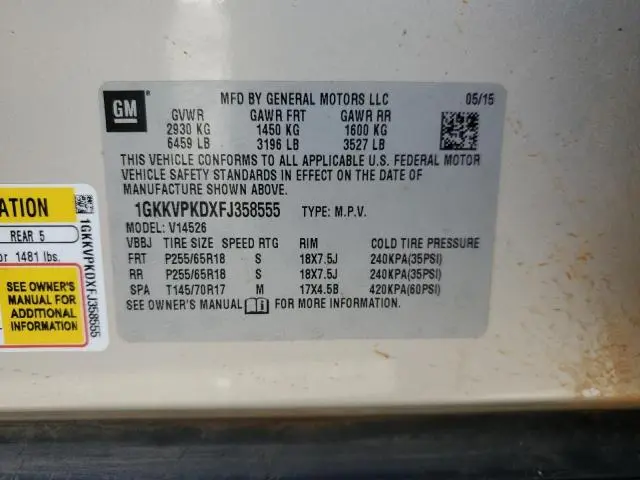 GM
MFD BY GENERAL MOTORS LLC 05/15
GVWR GAWR FRT GAWR RR
2930 KG 1450 KG 1600 KG
6459 LB 3196 LB 3527 LB
THIS VEHICLE CONFORMS TO ALL APPLICABLE U.S. FEDERAL MOTOR
VEHICLE SAFETY STANDARDS IN EFFECT ON THE DATE OF
MANUFACTURE SHOWN ABOVE.
1GKKVPKDXFJ358555 TYPE: M.P.V.
MODEL: V14526
VBBJ TIRE SIZE SPEED RTG RIM COLD TIRE PRESSURE
FRT P255/65R18 S 18X7.5J 240KPA(35PSI)
RR P255/65R18 S 18X7.5J 240KPA(35PSI)
SPA T145/70R17 M 17X4.5B 420KPA(60PSI)
SEE OWNER'S MANUAL FOR MORE INFORMATION.
REAR 5
1481 lbs.
SEE OWNER'S
MANUAL FOR
ADDITIONAL
INFORMATION
1GKKVPKDXFJ358555